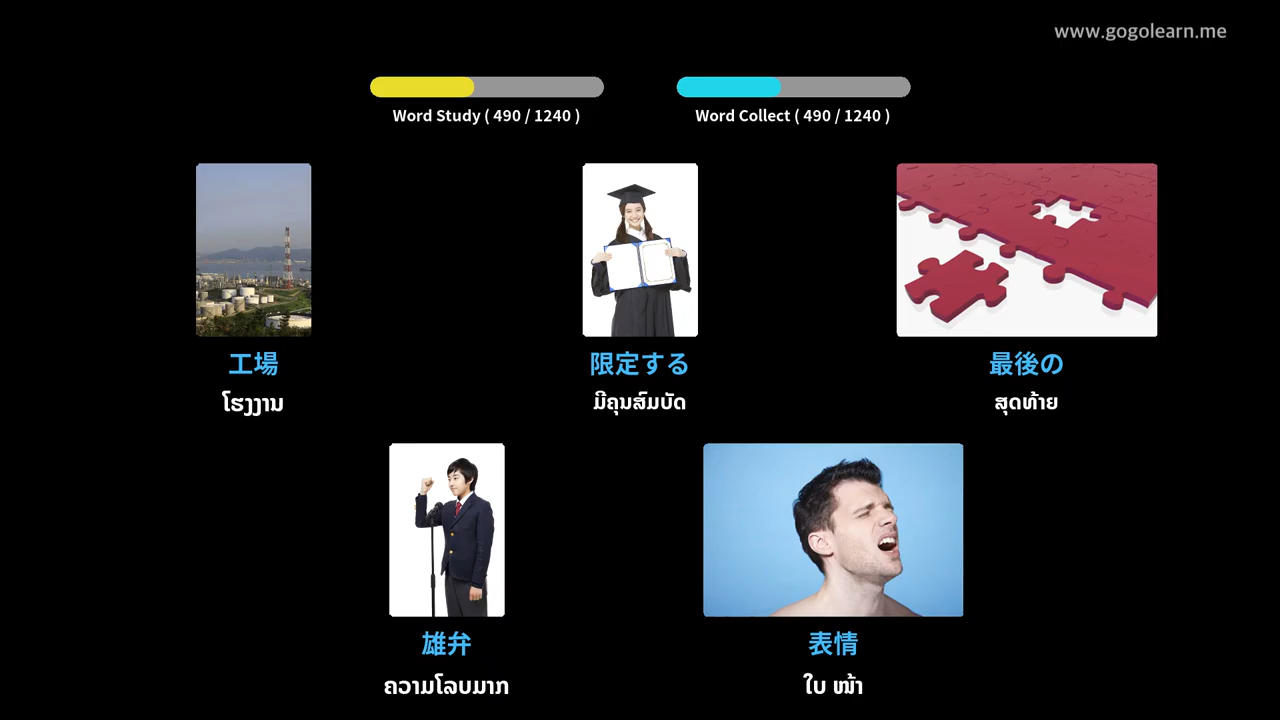 www.gogolearn.me
Word Study ( 490 / 1240 )
Word Collect ( 490 / 1240 )
工場
ໂຮງງານ
限定する
ມີຄຸນສົມບັດ
最後の
ສຸດທ້າຍ
雄弁
ຄວາມໂລບມາກ
表情
ໃບ ໜ້າ